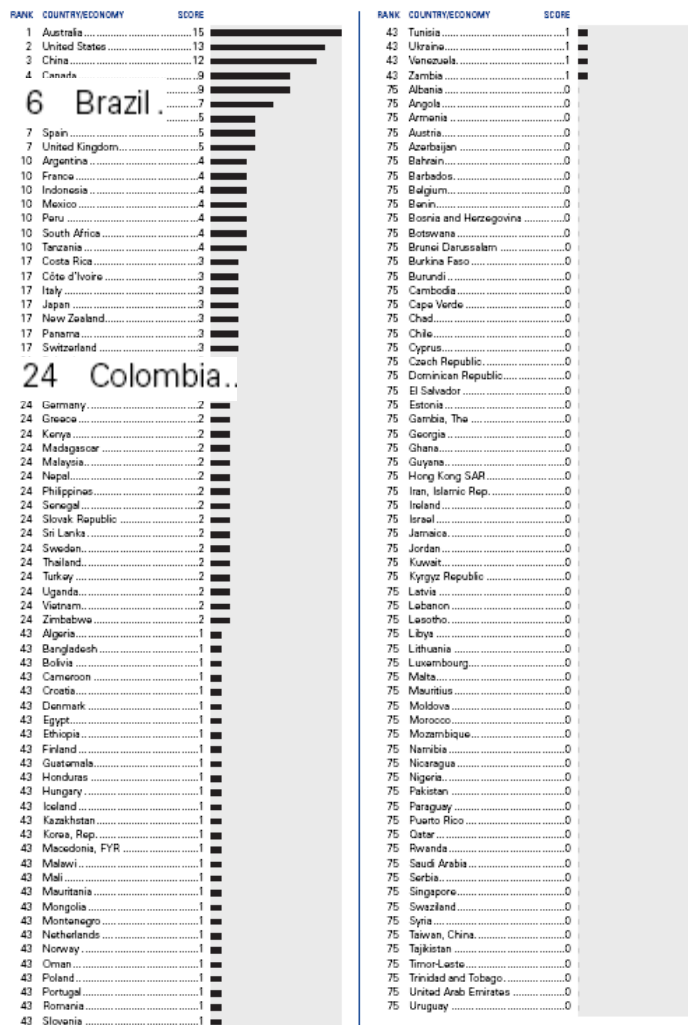 RANK COUNTRY/ECONOMY SCORE
1 Australia ... 15
2 United States ... 13
3 China ... 12
4 Canada ... 9
... 9
6 Brazil ... 7
... 5
7 Spain ... 5
7 United Kingdom ... 5
10 Argentina ... 4
10 France ... 4
10 Indonesia ... 4
10 Mexico ... 4
10 Peru ... 4
10 South Africa ... 4
10 Tanzania ... 4
17 Costa Rica ... 3
17 Côte d'Ivoire ... 3
17 Italy ... 3
17 Japan ... 3
17 New Zealand ... 3
17 Panama ... 3
17 Switzerland ... 3
24 Colombia..
24 Germany ... 2
24 Greece ... 2
24 Kenya ... 2
24 Madagascar ... 2
24 Malaysia ... 2
24 Nepal ... 2
24 Philippines ... 2
24 Senegal ... 2
24 Slovak Republic ... 2
24 Sri Lanka ... 2
24 Sweden ... 2
24 Thailand ... 2
24 Turkey ... 2
24 Uganda ... 2
24 Vietnam ... 2
24 Zimbabwe ... 2
43 Algeria ... 1
43 Bangladesh ... 1
43 Bolivia ... 1
43 Cameroon ... 1
43 Croatia ... 1
43 Denmark ... 1
43 Egypt ... 1
43 Ethiopia ... 1
43 Finland ... 1
43 Guatemala ... 1
43 Honduras ... 1
43 Hungary ... 1
43 Iceland ... 1
43 Kazakhstan ... 1
43 Korea, Rep. ... 1
43 Macedonia, FYR ... 1
43 Malawi ... 1
43 Mali ... 1
43 Mauritania ... 1
43 Mongolia ... 1
43 Montenegro ... 1
43 Netherlands ... 1
43 Norway ... 1
43 Oman ... 1
43 Poland ... 1
43 Portugal ... 1
43 Romania ... 1
43 Slovenia ... 1
RANK COUNTRY/ECONOMY SCORE
43 Tunisia ... 1
43 Ukraine ... 1
43 Venezuela ... 1
43 Zambia ... 1
75 Albania ... 0
75 Angola ... 0
75 Armenia ... 0
75 Austria ... 0
75 Azerbaijan ... 0
75 Bahrain ... 0
75 Barbados ... 0
75 Belgium ... 0
75 Benin ... 0
75 Bosnia and Herzegovina ... 0
75 Botswana ... 0
75 Brunei Darussalam ... 0
75 Burkina Faso ... 0
75 Burundi ... 0
75 Cambodia ... 0
75 Cape Verde ... 0
75 Chad ... 0
75 Chile ... 0
75 Cyprus ... 0
75 Czech Republic ... 0
75 Dominican Republic ... 0
75 El Salvador ... 0
75 Estonia ... 0
75 Gambia, The ... 0
75 Georgia ... 0
75 Ghana ... 0
75 Guyana ... 0
75 Hong Kong SAR ... 0
75 Iran, Islamic Rep. ... 0
75 Ireland ... 0
75 Israel ... 0
75 Jamaica ... 0
75 Jordan ... 0
75 Kuwait ... 0
75 Kyrgyz Republic ... 0
75 Latvia ... 0
75 Lebanon ... 0
75 Lesotho ... 0
75 Libya ... 0
75 Lithuania ... 0
75 Luxembourg ... 0
75 Malta ... 0
75 Mauritius ... 0
75 Moldova ... 0
75 Morocco ... 0
75 Mozambique ... 0
75 Namibia ... 0
75 Nicaragua ... 0
75 Nigeria ... 0
75 Pakistan ... 0
75 Paraguay ... 0
75 Puerto Rico ... 0
75 Qatar ... 0
75 Rwanda ... 0
75 Saudi Arabia ... 0
75 Serbia ... 0
75 Singapore ... 0
75 Swaziland ... 0
75 Syria ... 0
75 Taiwan, China ... 0
75 Tajikistan ... 0
75 Timor-Leste ... 0
75 Trinidad and Tobago ... 0
75 United Arab Emirates ... 0
75 Uruguay ... 0